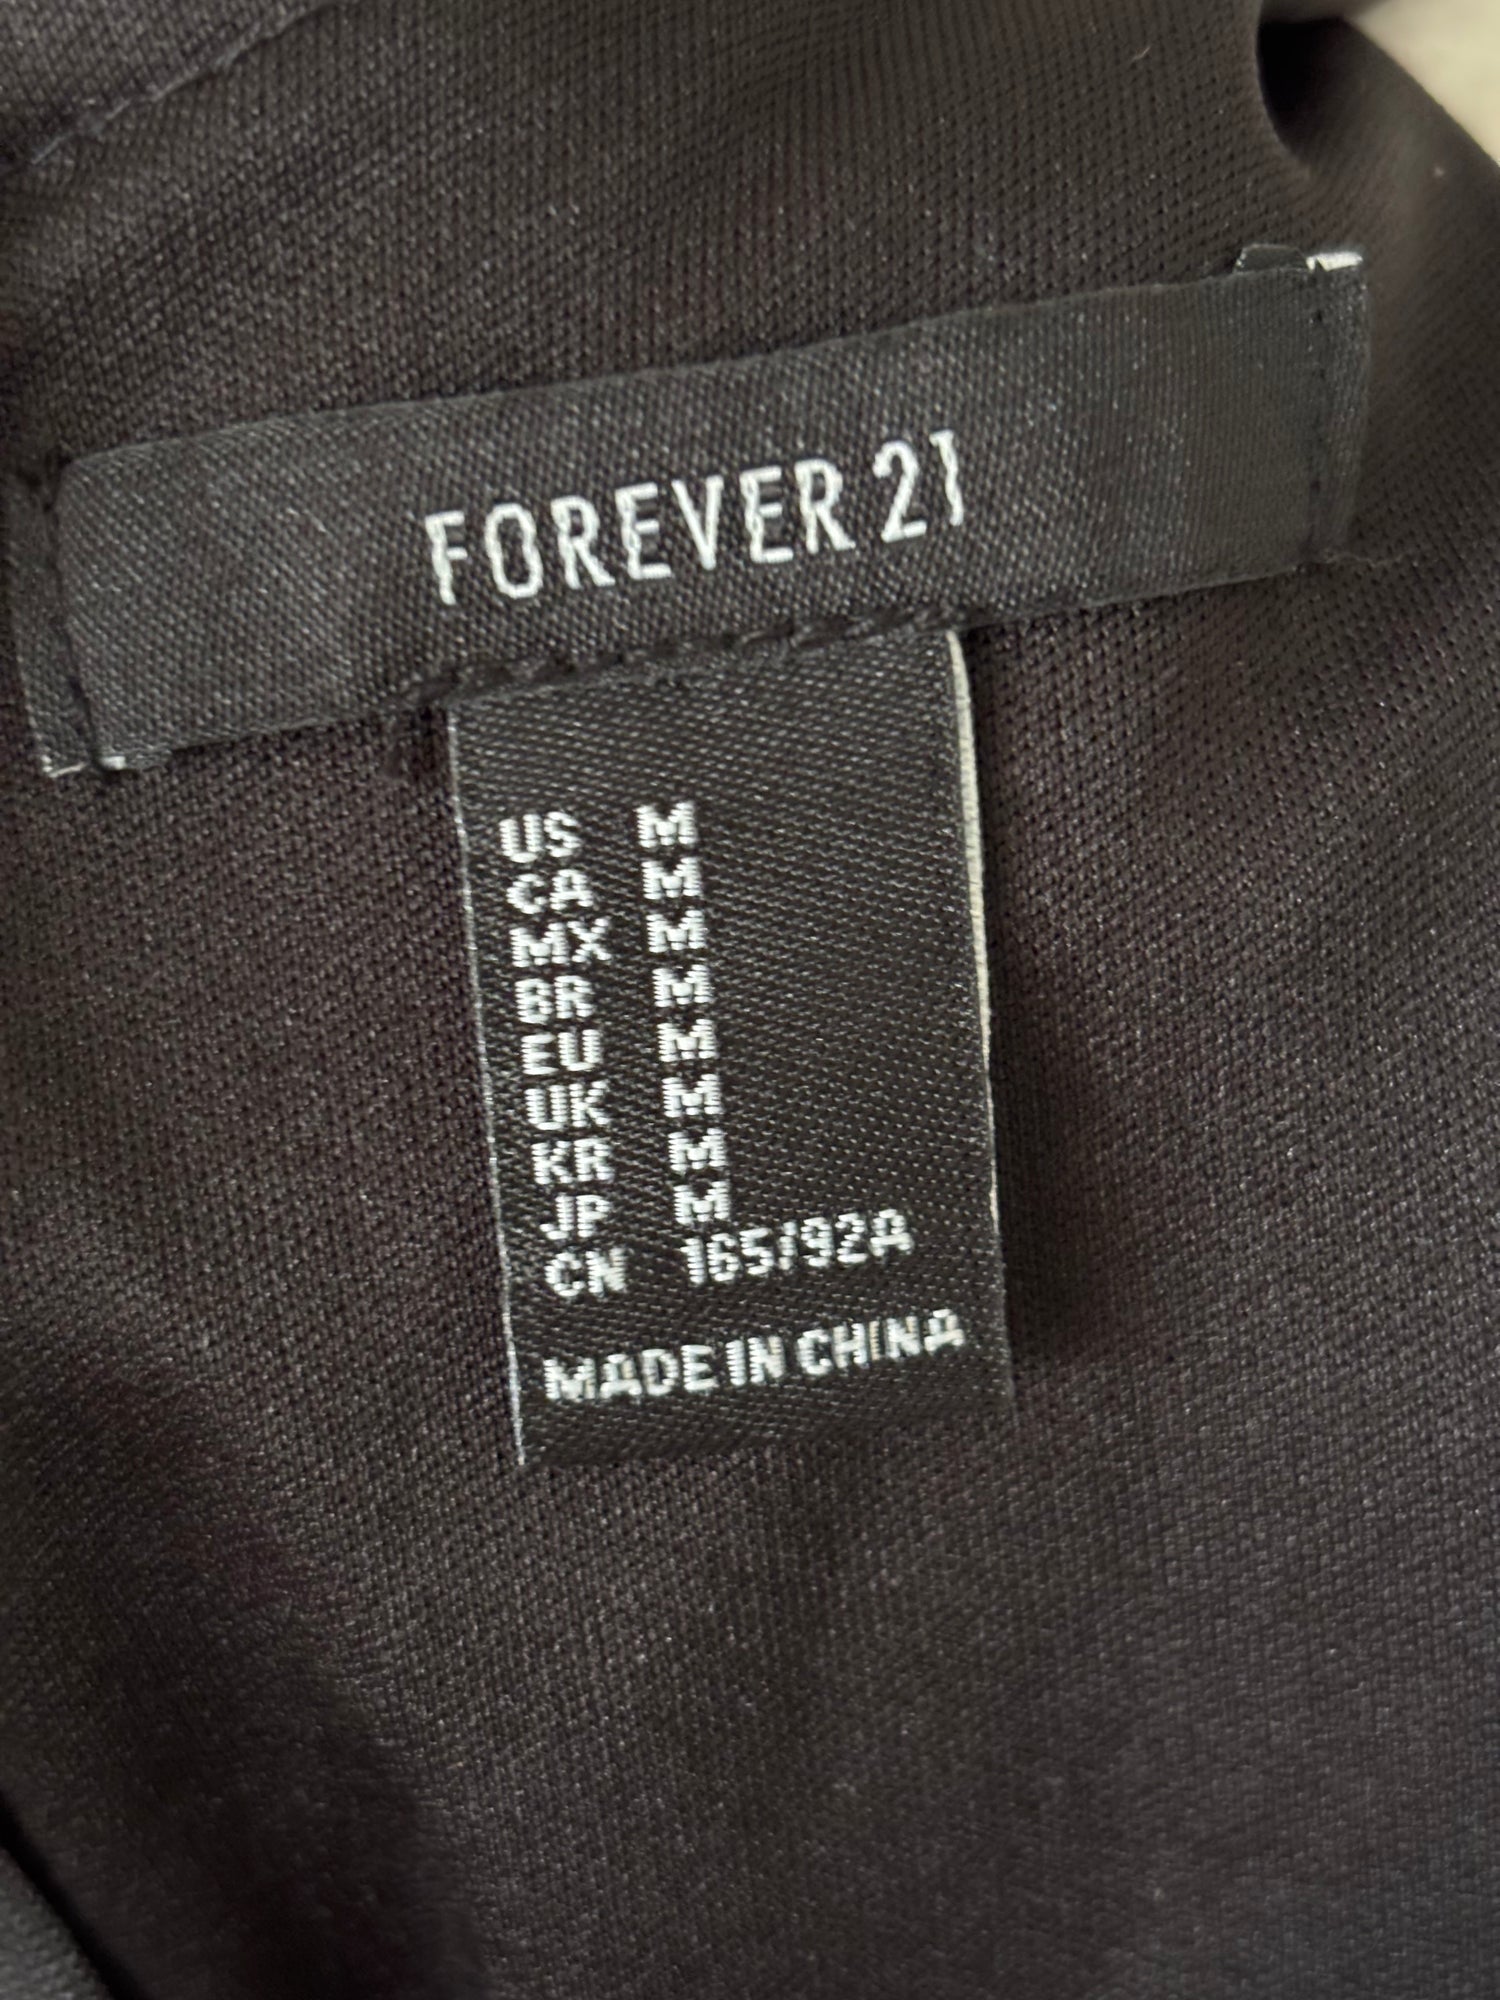 FOREVER 21
US M
CA M
MX M
BR M
EU M
UK M
KR M
JP M
CN 165/92A
MADE IN CHINA